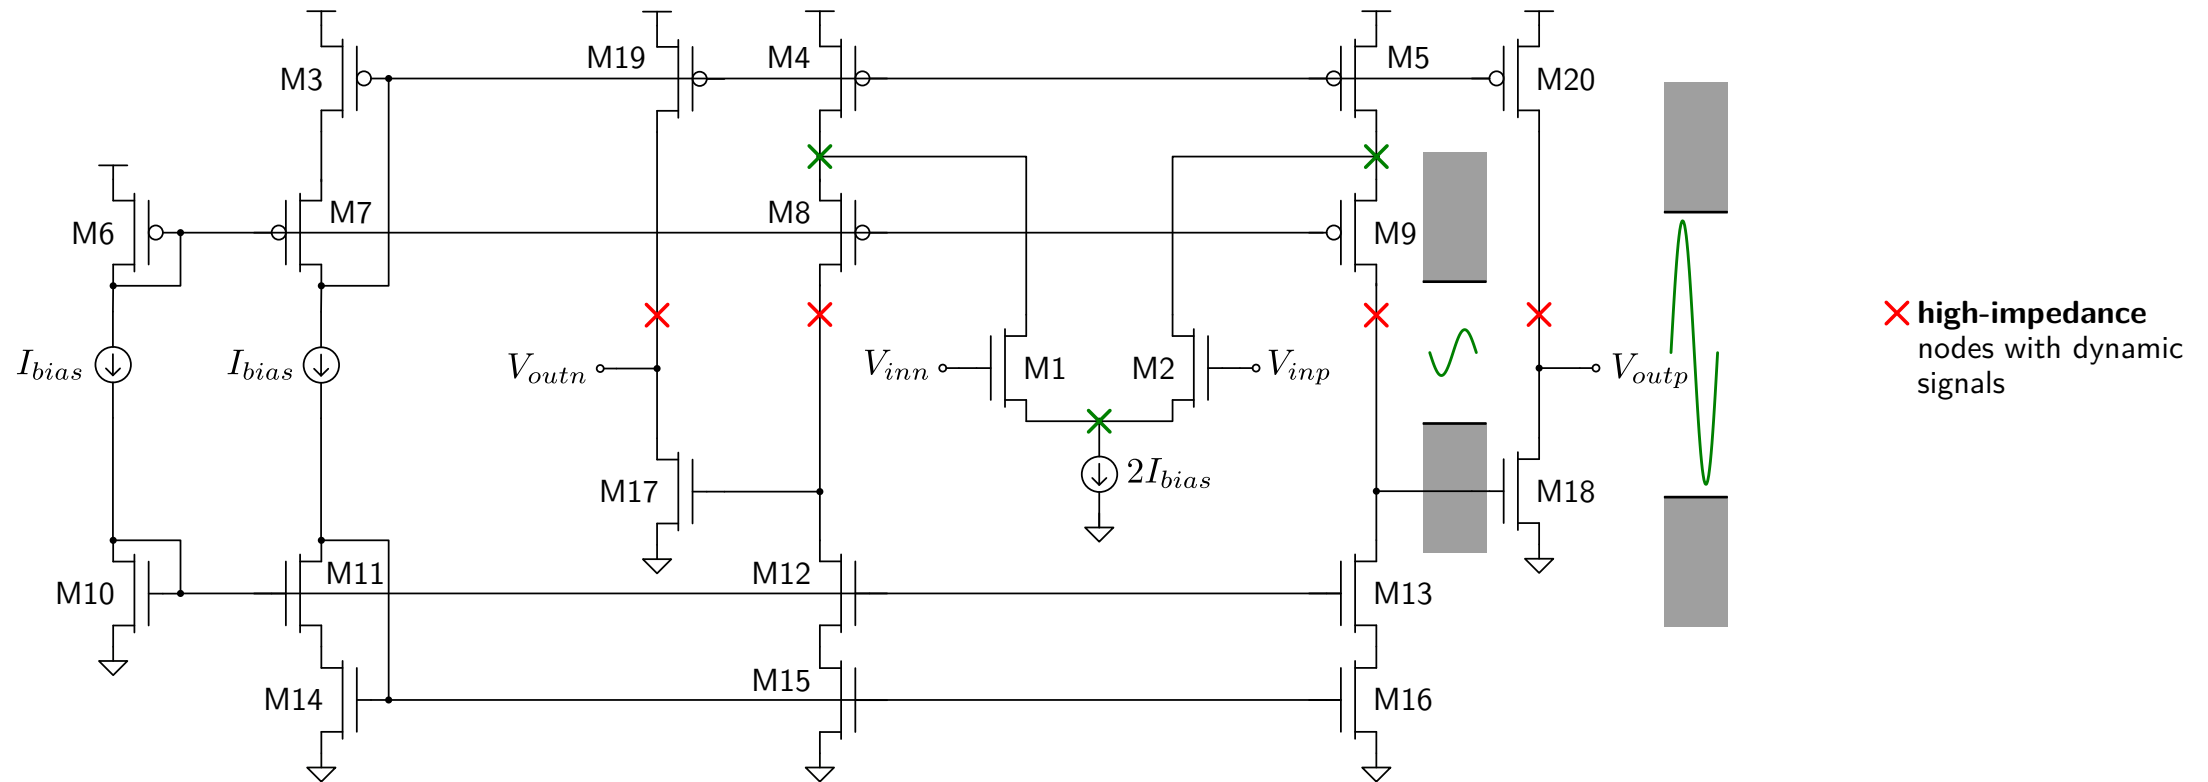 M3
M19
M4
M5
M20
M6
M7
M8
M9
I_bias
I_bias
V_outn
V_inn
M1
M2
V_inp
V_outp
high-impedance
nodes with dynamic
signals
2I_bias
M17
M18
M10
M11
M12
M13
M14
M15
M16